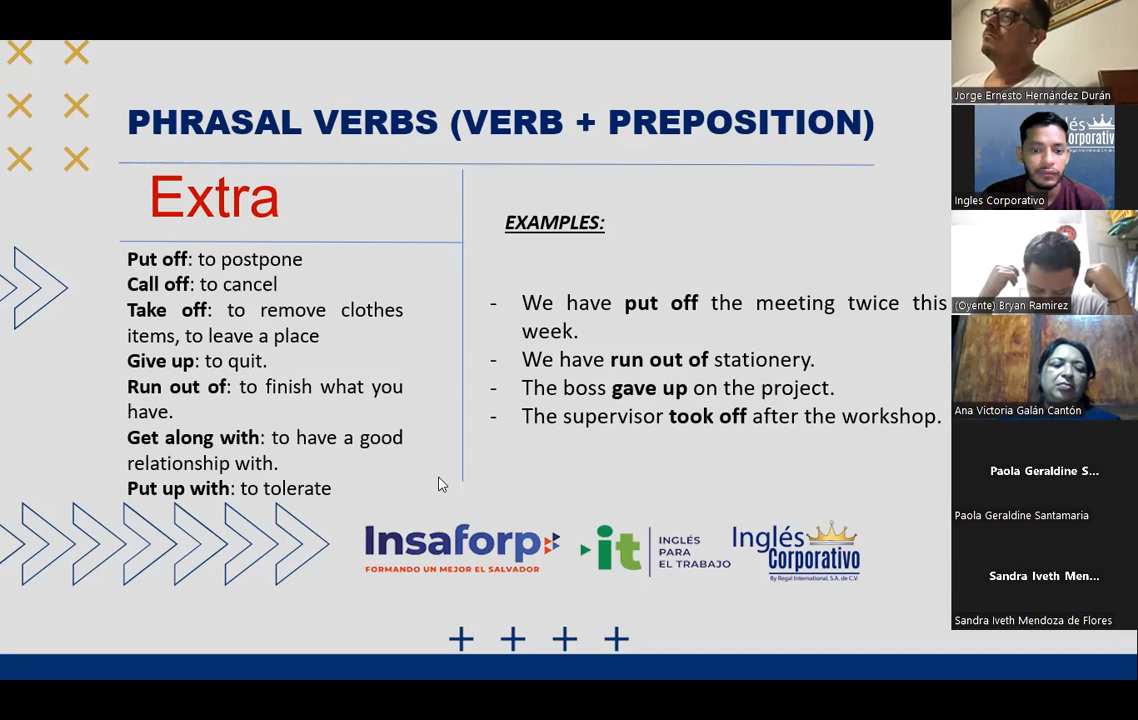 PHRASAL VERBS (VERB + PREPOSITION)
Extra
Put off: to postpone
Call off: to cancel
Take off: to remove clothes
items, to leave a place
Give up: to quit.
Run out of: to finish what you
have.
Get along with: to have a good
relationship with.
Put up with: to tolerate
EXAMPLES:
- We have put off the meeting twice this
week.
- We have run out of stationery.
- The boss gave up on the project.
- The supervisor took off after the workshop.
Insaforp
FORMANDO UN MEJOR EL SALVADOR
it
INGLÉS
PARA
EL TRABAJO
Inglés
Corporativo
By Regal International, S.A. de C.V.
Jorge Ernesto Hernández Durán
lés
orporativo
Ingles Corporativo
(Oyente) Bryan Ramirez
Ana Victoria Galán Cantón
Paola Geraldine S...
Paola Geraldine Santamaria
Sandra Iveth Men...
Sandra Iveth Mendoza de Flores